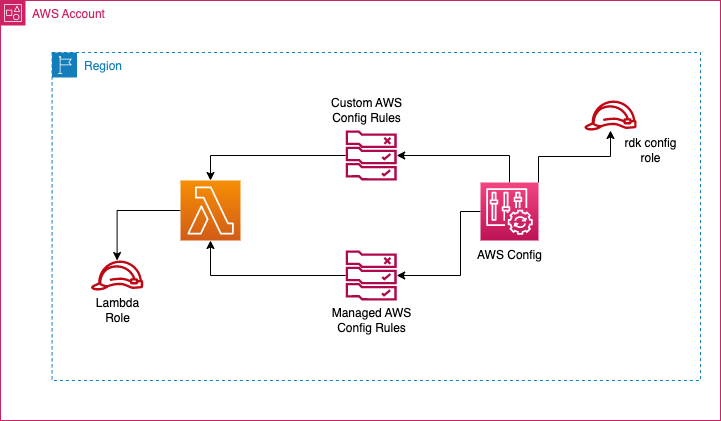 AWS Account
Region
Custom AWS
Config Rules
rdk config
role
AWS Config
Lambda
Role
Managed AWS
Config Rules